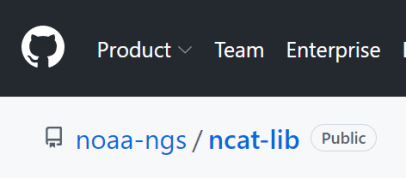 Product Team Enterprise
noaa-ngs / ncat-lib Public